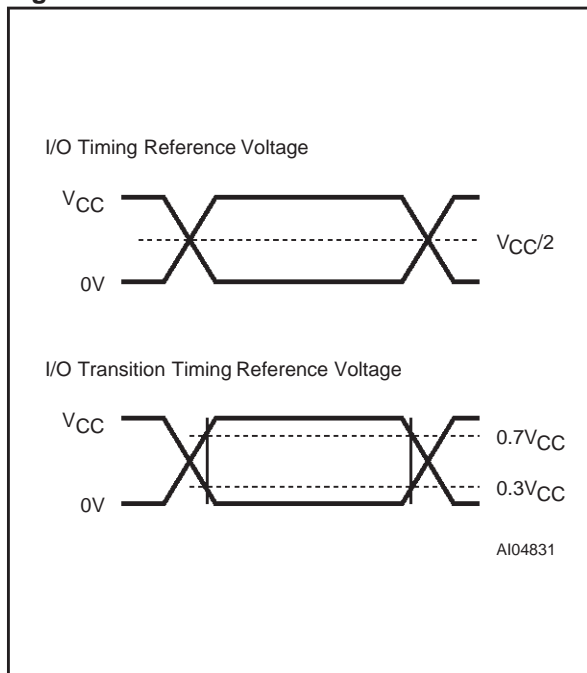 I/O Timing Reference Voltage
VCC
VCC/2
0V
I/O Transition Timing Reference Voltage
VCC
0.7VCC
0.3VCC
0V
AI04831